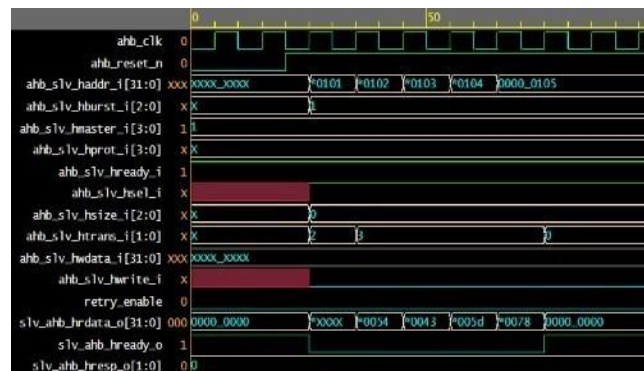 0 50
ahb_clk 0
ahb_reset_n 0
ahb_slv_haddr_i[31:0] xxx xxxx_xxxx *0101 *0102 *0103 *0104 0000_0105
ahb_slv_hburst_i[2:0] x x 1
ahb_slv_hmaster_i[3:0] 1 1
ahb_slv_hprot_i[3:0] x x
ahb_slv_hready_i 1
ahb_slv_hsel_i x
ahb_slv_hsize_i[2:0] x x 0
ahb_slv_htrans_i[1:0] x x 2 3 0
ahb_slv_hwdata_i[31:0] xxx xxxx_xxxx
ahb_slv_hwrite_i x
retry_enable 0
slv_ahb_hrdata_o[31:0] 000 0000_0000 *xxxx *0054 *0043 *005d *0078 0000_0000
slv_ahb_hready_o 1
slv_ahb_hresp_o[1:0] 0 0